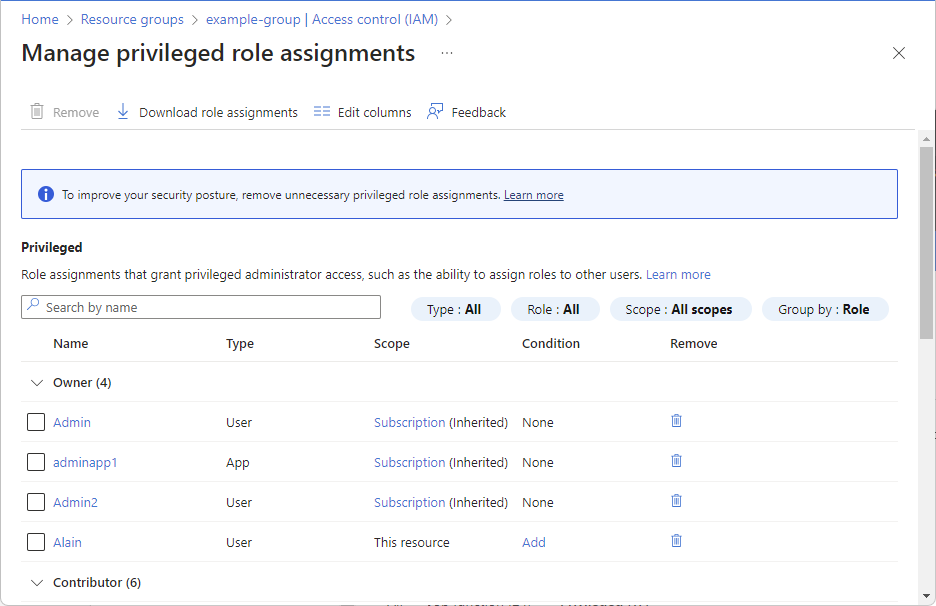 Home > Resource groups > example-group | Access control (IAM) >
Manage privileged role assignments ...
Remove Download role assignments Edit columns Feedback
To improve your security posture, remove unnecessary privileged role assignments. Learn more
Privileged
Role assignments that grant privileged administrator access, such as the ability to assign roles to other users. Learn more
Search by name Type : All Role : All Scope : All scopes Group by : Role
Name Type Scope Condition Remove
Owner (4)
Admin User Subscription (Inherited) None
adminapp1 App Subscription (Inherited) None
Admin2 User Subscription (Inherited) None
Alain User This resource Add
Contributor (6)